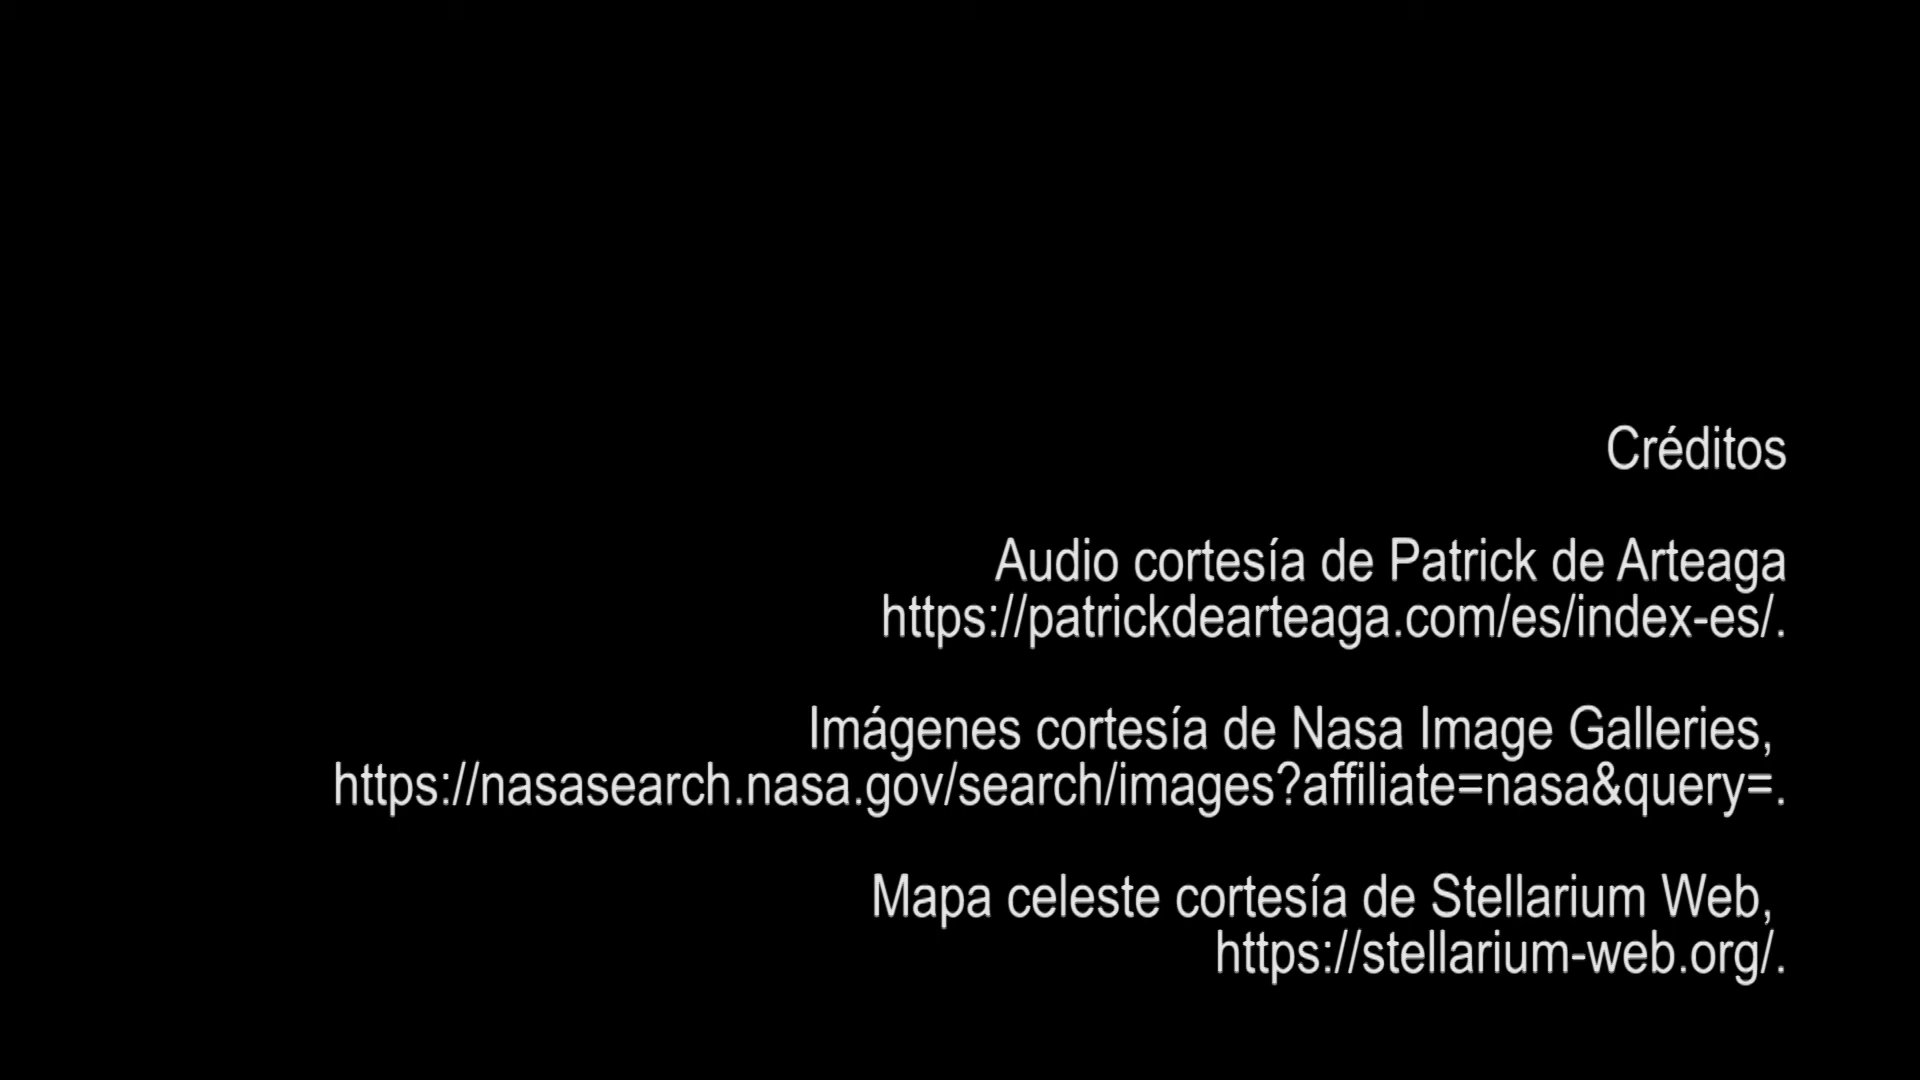 Créditos
Audio cortesía de Patrick de Arteaga
https://patrickdearteaga.com/es/index-es/.
Imágenes cortesía de Nasa Image Galleries,
https://nasasearch.nasa.gov/search/images?affiliate=nasa&query=.
Mapa celeste cortesía de Stellarium Web,
https://stellarium-web.org/.